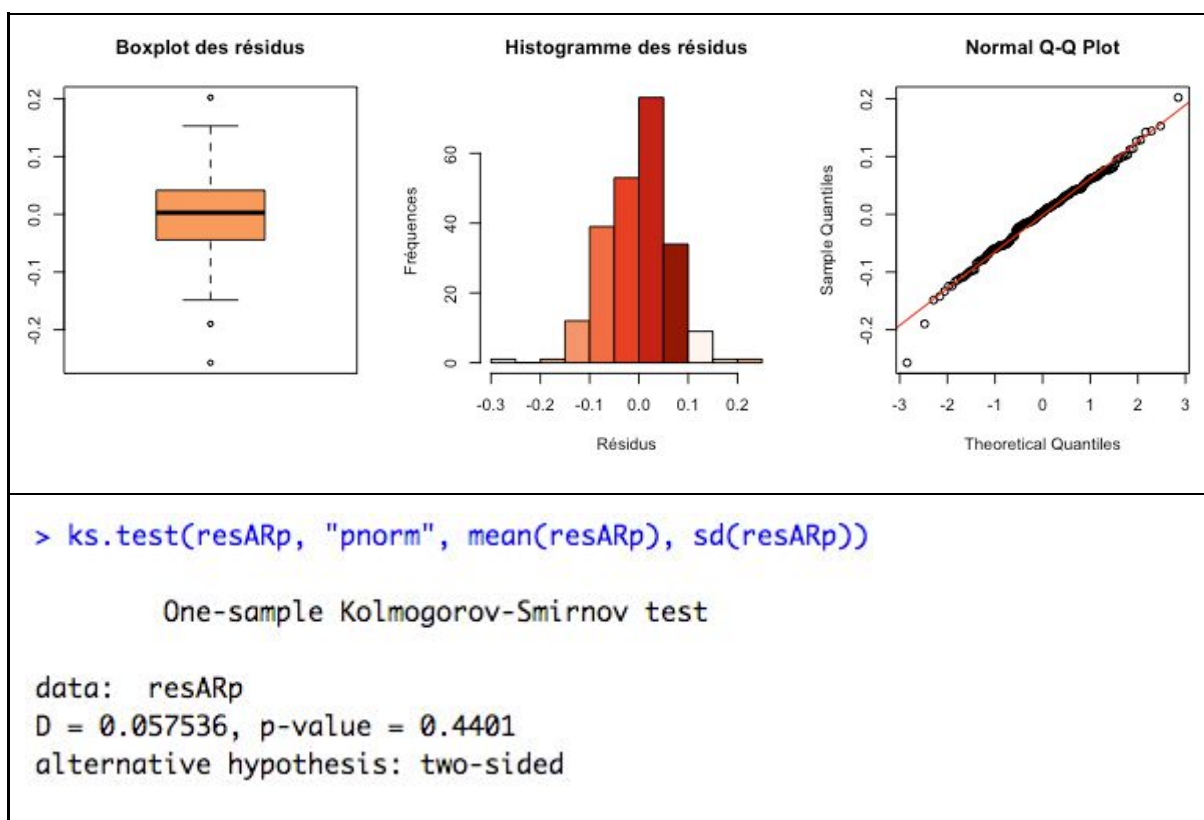 Boxplot des résidus
0.2
0.1
0.0
-0.1
-0.2
Histogramme des résidus
Fréquences
60
40
20
0
-0.3 -0.2 -0.1 0.0 0.1 0.2
Résidus
Normal Q-Q Plot
Sample Quantiles
0.2
0.1
0.0
-0.1
-0.2
-3 -2 -1 0 1 2 3
Theoretical Quantiles
> ks.test(resARp, "pnorm", mean(resARp), sd(resARp))
One-sample Kolmogorov-Smirnov test
data: resARp
D = 0.057536, p-value = 0.4401
alternative hypothesis: two-sided